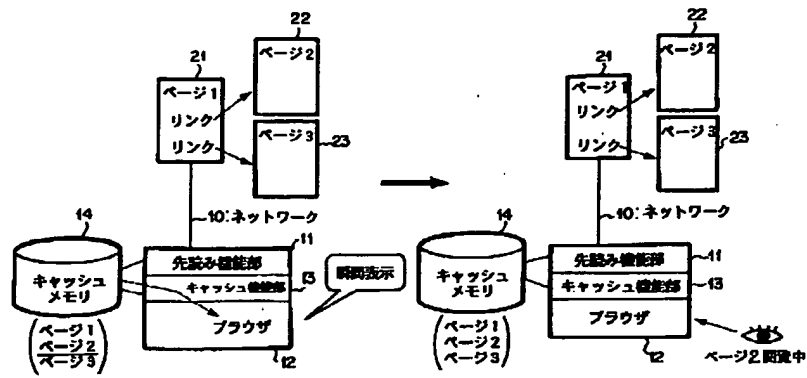 22
21
ページ2
ページ1
リンク
リンク
ページ3
23
10:ネットワーク
14
11
先読み機能部
キャッシュ機能部
13
瞬間表示
キャッシュ
メモリ
ブラウザ
12
ページ1
ページ2
ページ3
22
21
ページ2
ページ1
リンク
リンク
ページ3
23
10:ネットワーク
14
先読み機能部
11
キャッシュ機能部
13
キャッシュ
メモリ
ブラウザ
12
ページ1
ページ2
ページ3
ページ2閲覧中